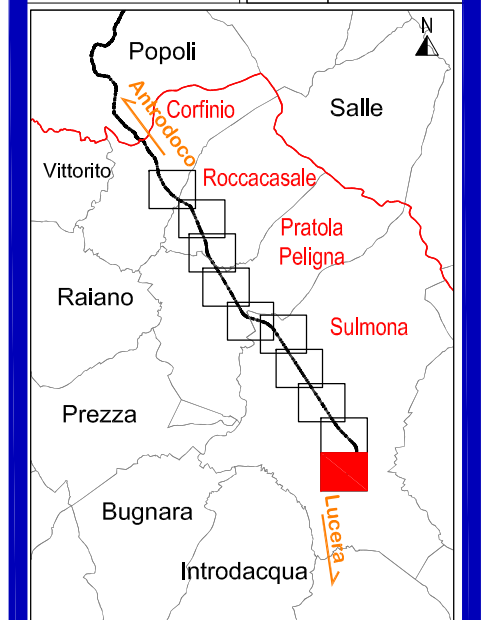 N
Popoli
Antrodoco
Corfinio
Salle
Vittorito
Roccacasale
Pratola
Peligna
Raiano
Sulmona
Prezza
Bugnara
Lucera
Introdacqua